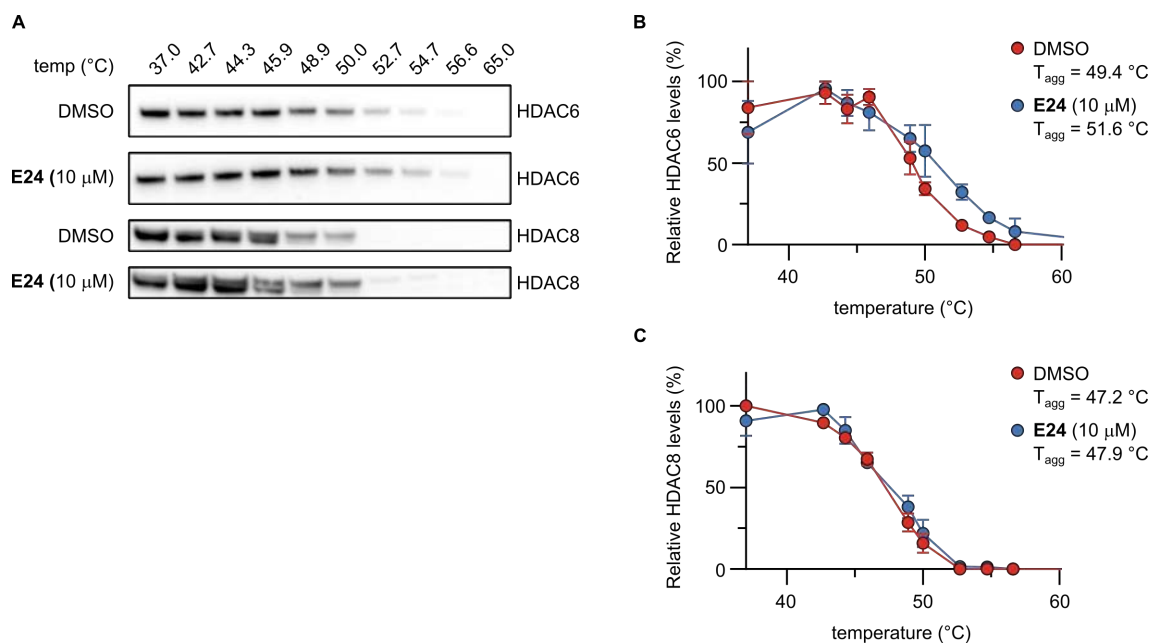 A
temp (°C)
37.0 42.7 44.3 45.9 48.9 50.0 52.7 54.7 56.6 65.0
DMSO HDAC6
E24 (10 μM) HDAC6
DMSO HDAC8
E24 (10 μM) HDAC8
B
Relative HDAC6 levels (%)
100
50
0
40 50 60
temperature (°C)
DMSO
Tagg = 49.4 °C
E24 (10 μM)
Tagg = 51.6 °C
C
Relative HDAC8 levels (%)
100
50
0
40 50 60
temperature (°C)
DMSO
Tagg = 47.2 °C
E24 (10 μM)
Tagg = 47.9 °C